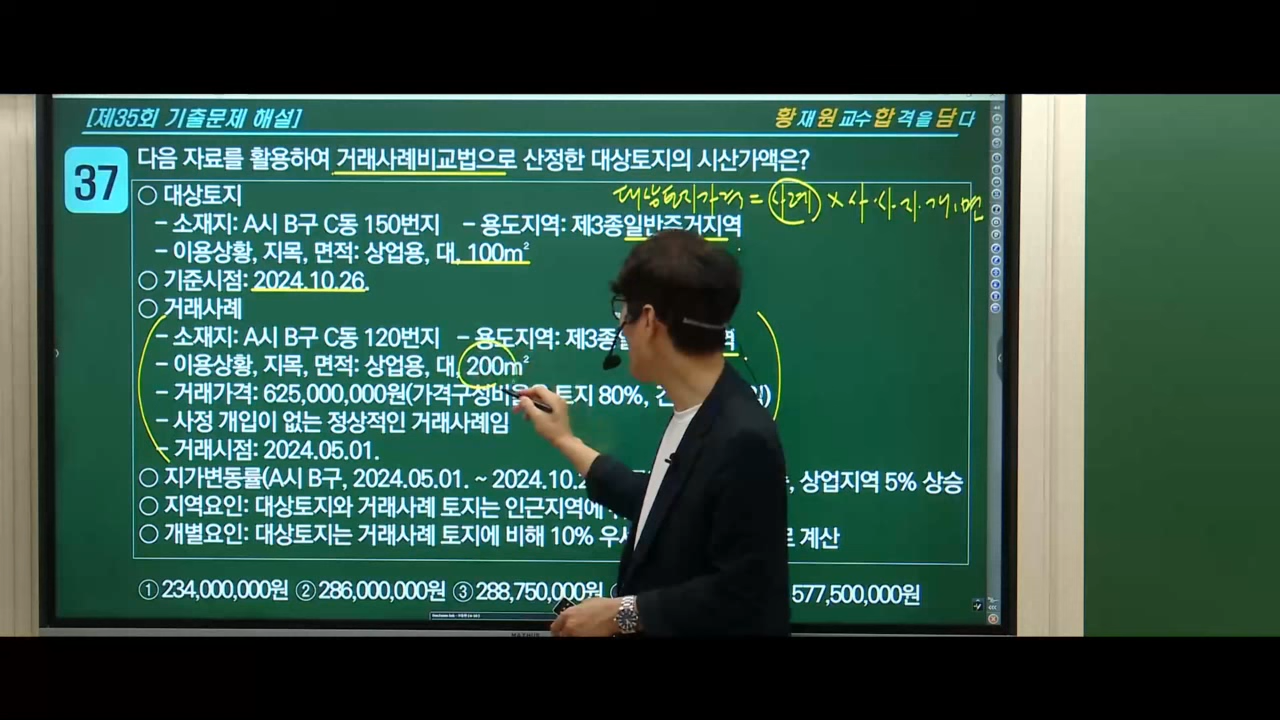 [제35회 기출문제 해설]
황재원 교수 합격을 담다
37
다음 자료를 활용하여 거래사례비교법으로 산정한 대상토지의 시산가액은?
○ 대상토지
대상토지가격 = 사례 × 사.시.지.개.면
- 소재지: A시 B구 C동 150번지 - 용도지역: 제3종일반주거지역
- 이용상황, 지목, 면적: 상업용, 대, 100m²
○ 기준시점: 2024.10.26.
○ 거래사례
- 소재지: A시 B구 C동 120번지 - 용도지역: 제3종 역
- 이용상황, 지목, 면적: 상업용, 대, 200m²
- 거래가격: 625,000,000원(가격구성비율 토지 80%,
- 사정 개입이 없는 정상적인 거래사례임
- 거래시점: 2024.05.01.
○ 지가변동률(A시 B구, 2024.05.01. ~ 2024.10.2 , 상업지역 5% 상승
○ 지역요인: 대상토지와 거래사례 토지는 인근지역에
○ 개별요인: 대상토지는 거래사례 토지에 비해 10% 우 계산
① 234,000,000원 ② 286,000,000원 ③ 288,750,000원 577,500,000원